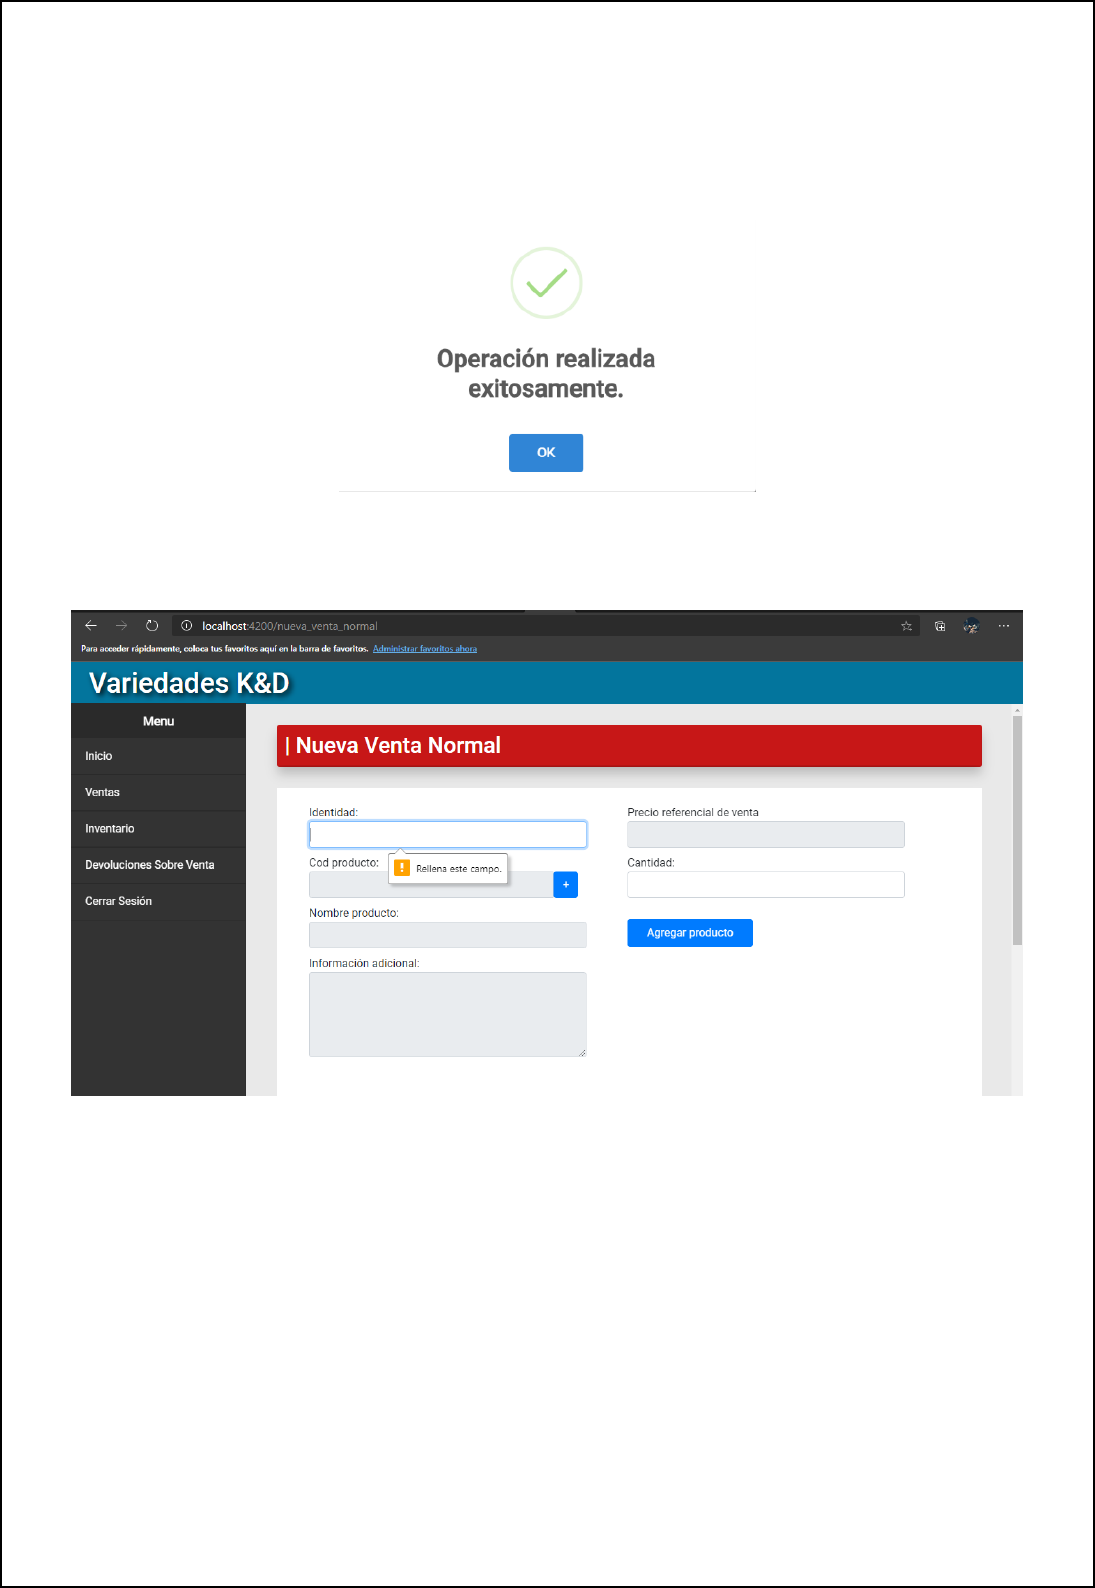 Operación realizada
exitosamente.
OK
localhost:4200/nueva_venta_normal
Para acceder rápidamente, coloca tus favoritos aquí en la barra de favoritos. Administrar favoritos ahora
Variedades K&D
Menu
Inicio
Ventas
Inventario
Devoluciones Sobre Venta
Cerrar Sesión
| Nueva Venta Normal
Identidad:
Precio referencial de venta
Cod producto:
! Rellena este campo.
+
Cantidad:
Nombre producto:
Agregar producto
Información adicional: